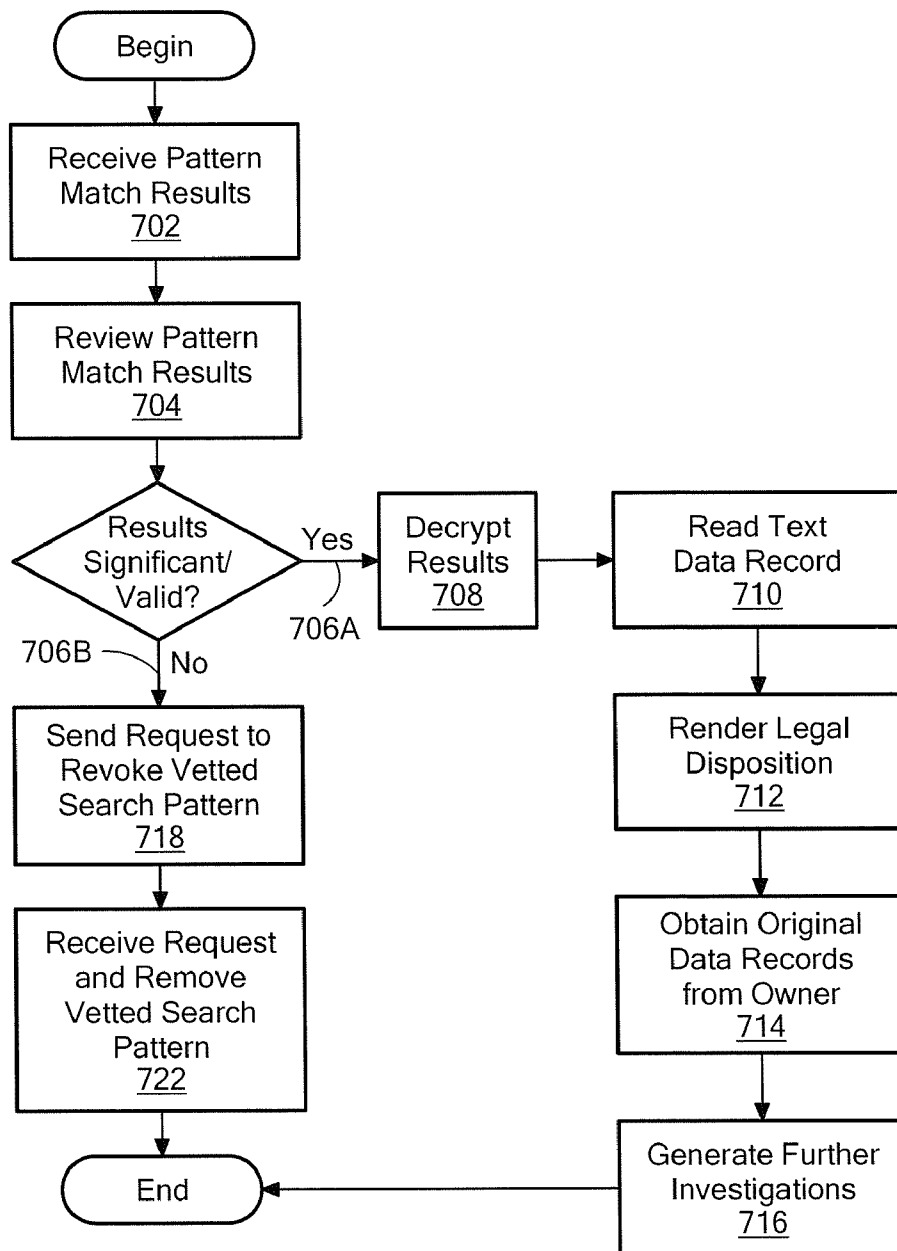 Begin
Receive Pattern
Match Results
702
Review Pattern
Match Results
704
Results
Significant/
Valid?
Yes
706A
706B
No
Decrypt
Results
708
Read Text
Data Record
710
Render Legal
Disposition
712
Obtain Original
Data Records
from Owner
714
Generate Further
Investigations
716
Send Request to
Revoke Vetted
Search Pattern
718
Receive Request
and Remove
Vetted Search
Pattern
722
End